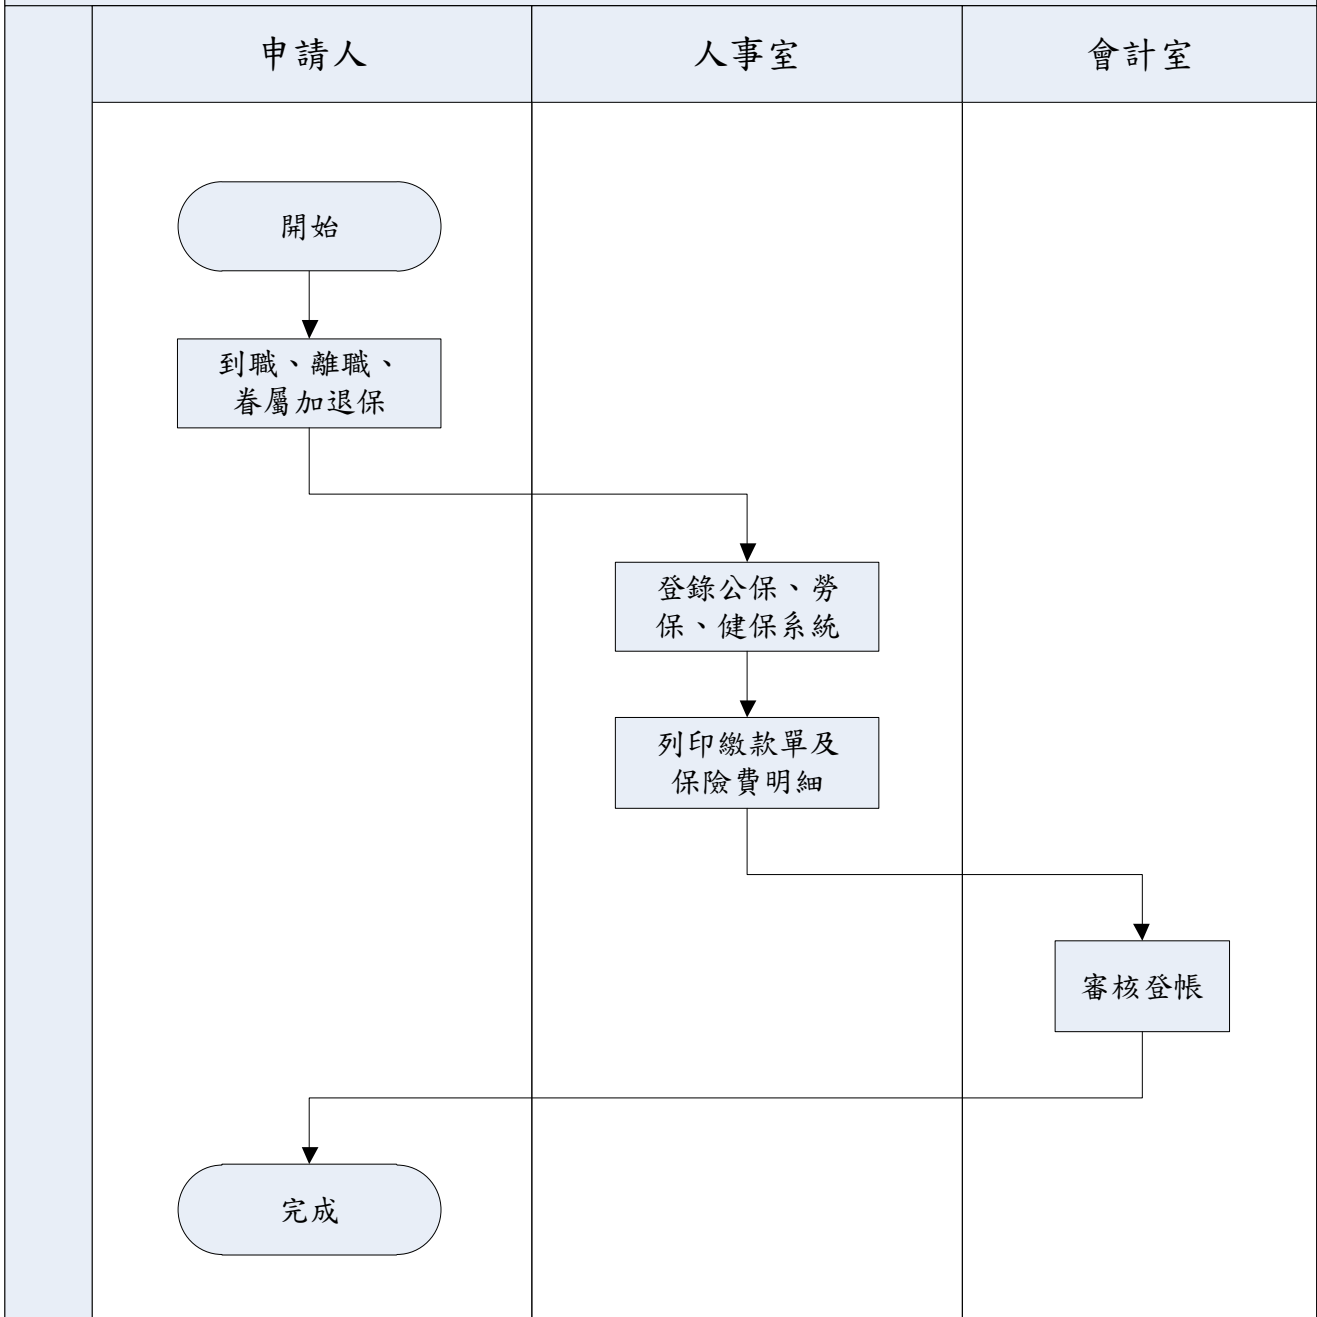 申請人
人事室
會計室
開始
到職、離職、
眷屬加退保
登錄公保、勞
保、健保系統
列印繳款單及
保險費明細
審核登帳
完成